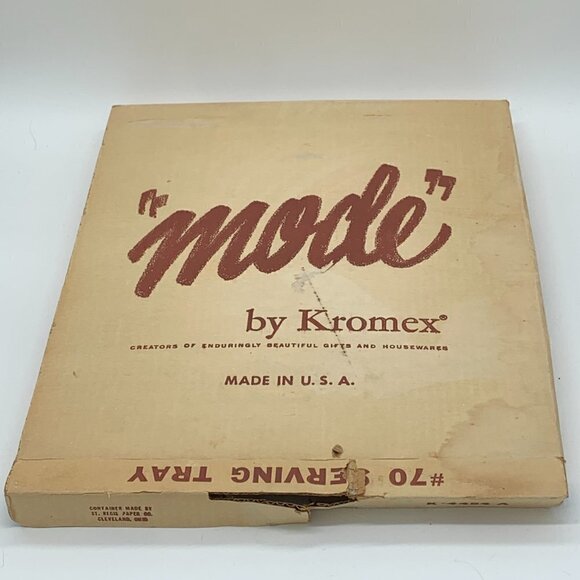 "mode"
by Kromex®
CREATORS OF ENDURINGLY BEAUTIFUL GIFTS AND HOUSEWARES
MADE IN U. S. A.
#70 SERVING TRAY
CONTAINER MADE BY
ST. REGIS PAPER CO.
CLEVELAND, OHIO